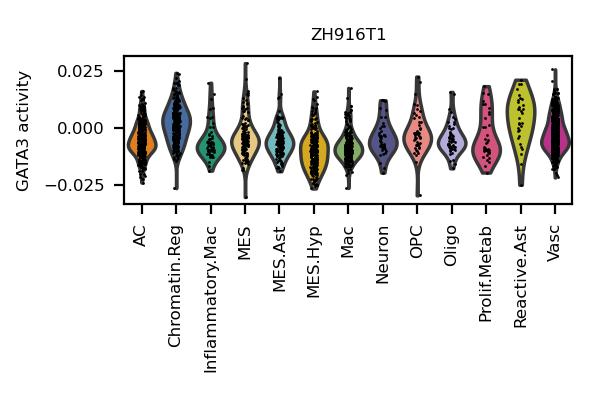 ZH916T1
GATA3 activity
0.025
0.000
−0.025
AC
Chromatin.Reg
Inflammatory.Mac
MES
MES.Ast
MES.Hyp
Mac
Neuron
OPC
Oligo
Prolif.Metab
Reactive.Ast
Vasc